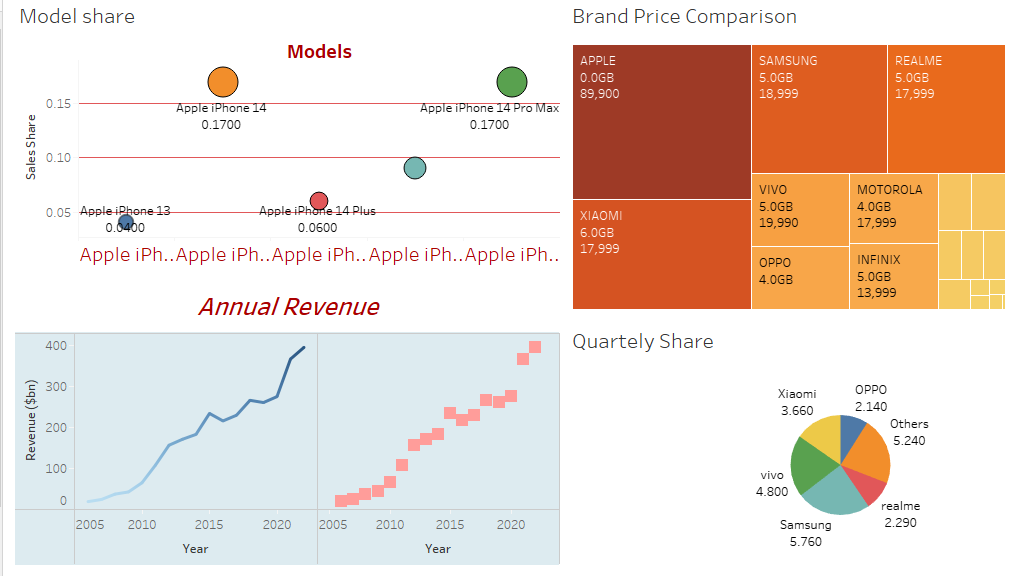 Model share
Models
Sales Share
0.15
0.10
0.05
Apple iPhone 14
0.1700
Apple iPhone 14 Pro Max
0.1700
Apple iPhone 13
0.0400
Apple iPhone 14 Plus
0.0600
Apple iPh..
Apple iPh..
Apple iPh..
Apple iPh..
Apple iPh..
Annual Revenue
Revenue ($bn)
400
300
200
100
0
2005
2010
2015
2020
Year
2005
2010
2015
2020
Year
Brand Price Comparison
APPLE
0.0GB
89,900
SAMSUNG
5.0GB
18,999
REALME
5.0GB
17,999
XIAOMI
6.0GB
17,999
VIVO
5.0GB
19,990
MOTOROLA
4.0GB
17,999
OPPO
4.0GB
INFINIX
5.0GB
13,999
Quartely Share
OPPO
2.140
Others
5.240
realme
2.290
Samsung
5.760
vivo
4.800
Xiaomi
3.660